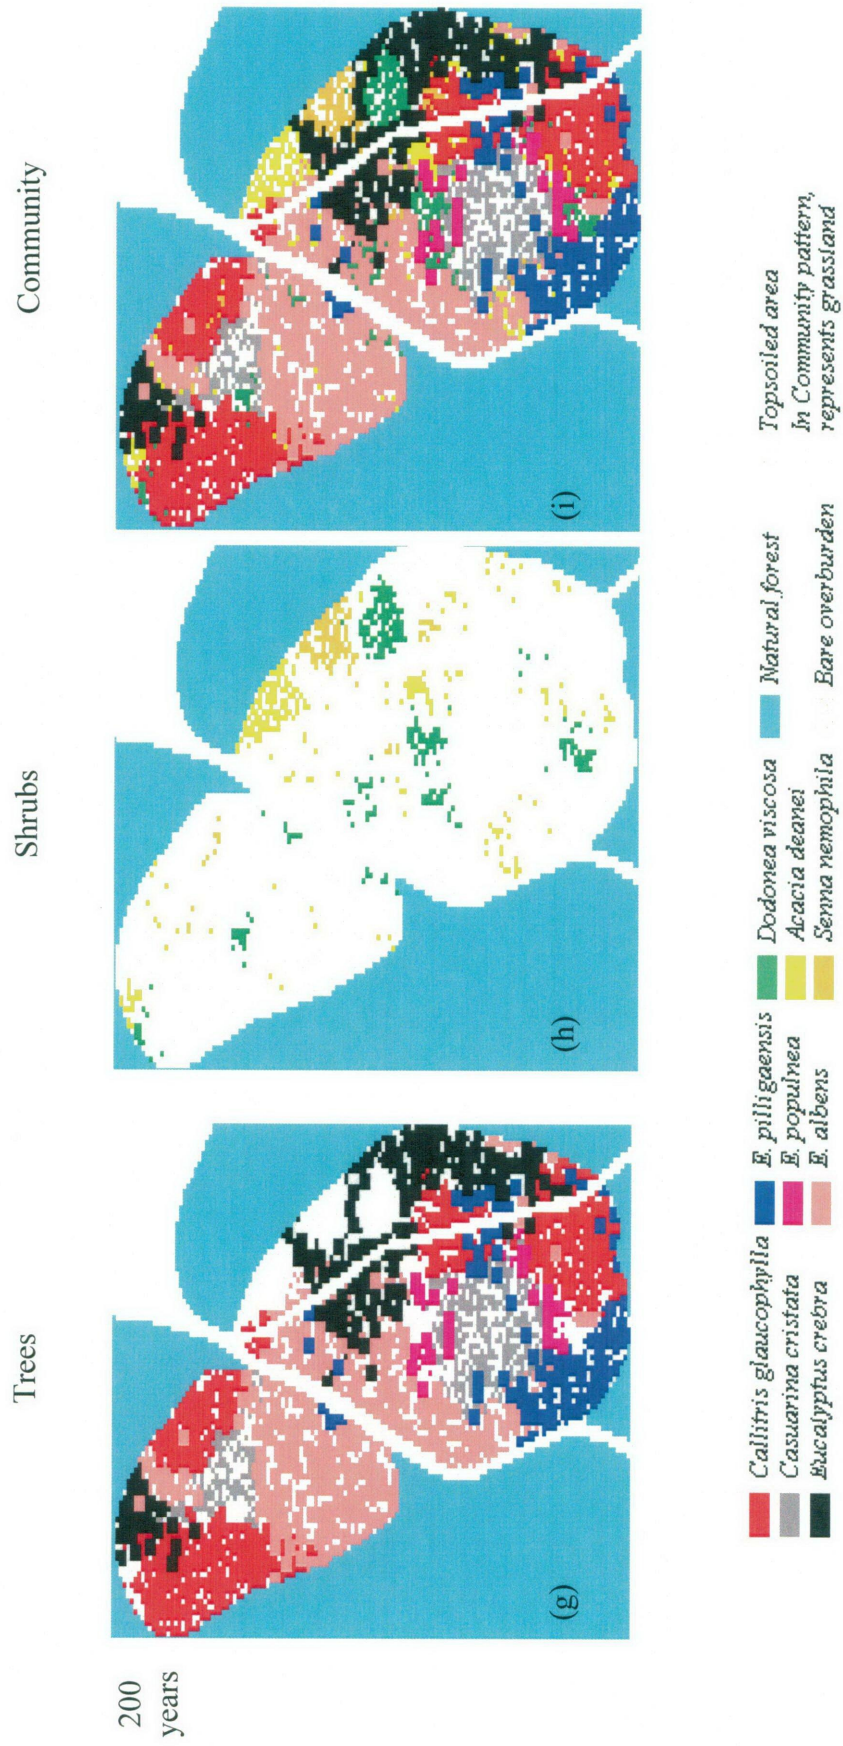 Trees
Shrubs
Community
200
years
(g)
(h)
(i)
Callitris glaucophylla
Casuarina cristata
Eucalyptus crebra
E. pilligaensis
E. populnea
E. albens
Dodonea viscosa
Acacia deanei
Senna nemophila
Natural forest
Bare overburden
Topsoiled area
In Community pattern,
represents grassland